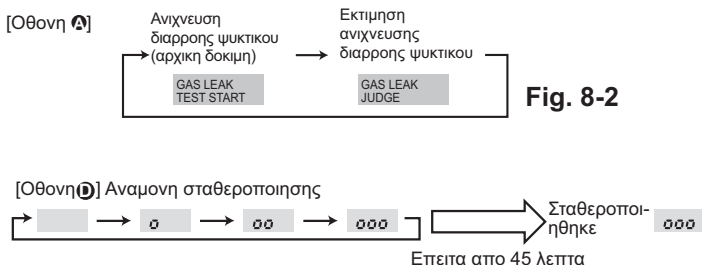 [Οθονη A]
Ανιχνευση
διαρροης ψυκτικου
(αρχικη δοκιμη)
GAS LEAK
TEST START
Εκτιμηση
ανιχνευσης
διαρροης ψυκτικου
GAS LEAK
JUDGE
Fig. 8-2
[Οθονη D] Αναμονη σταθεροποιησης
o
oo
ooo
Σταθεροποι-
ηθηκε
ooo
Επειτα απο 45 λεπτα